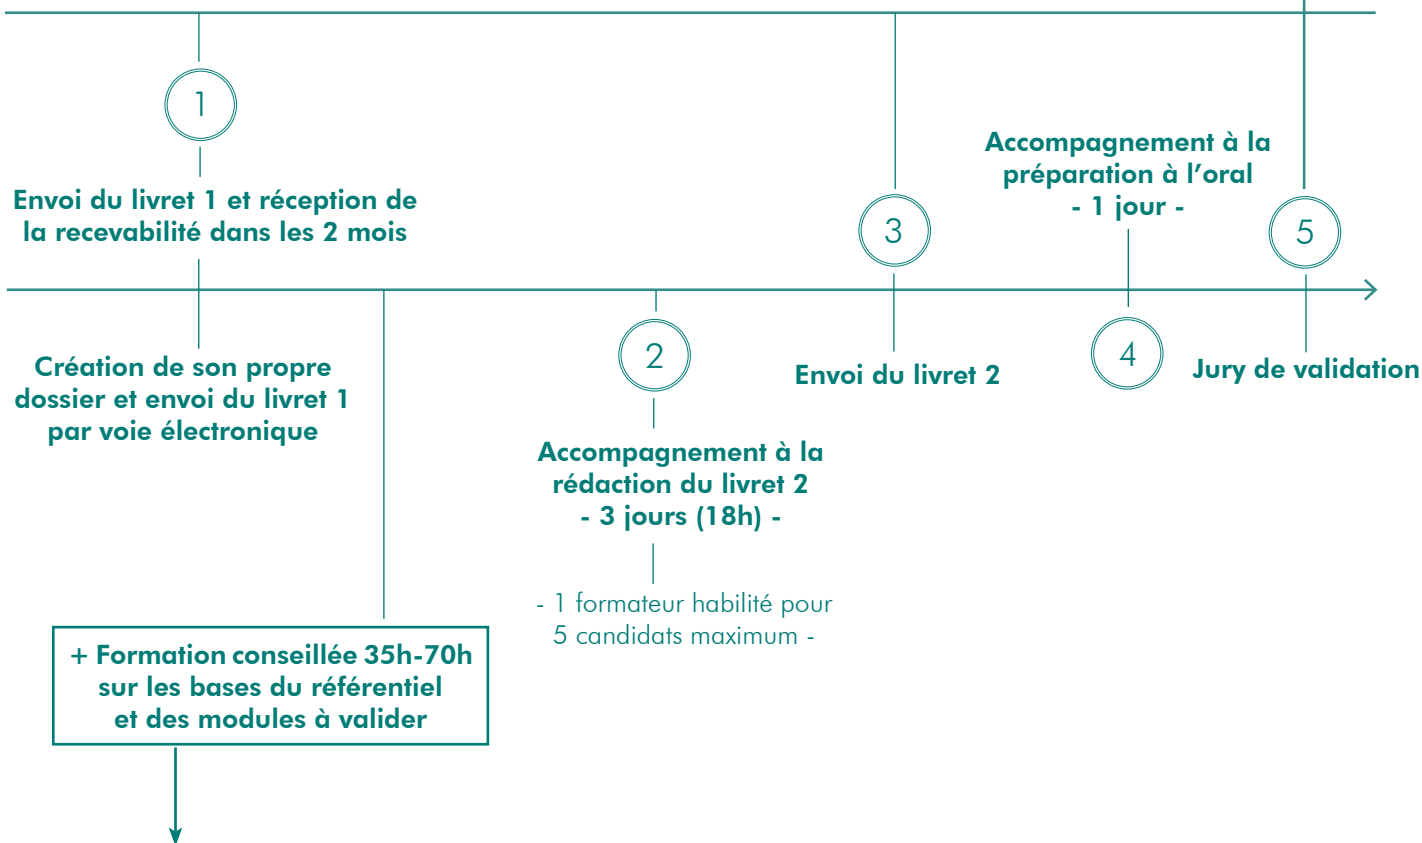 1
Envoi du livret 1 et réception de
la recevabilité dans les 2 mois
Création de son propre
dossier et envoi du livret 1
par voie électronique
+ Formation conseillée 35h-70h
sur les bases du référentiel
et des modules à valider
2
Accompagnement à la
rédaction du livret 2
- 3 jours (18h) -
- 1 formateur habilité pour
5 candidats maximum -
3
Envoi du livret 2
Accompagnement à la
préparation à l’oral
- 1 jour -
4
5
Jury de validation